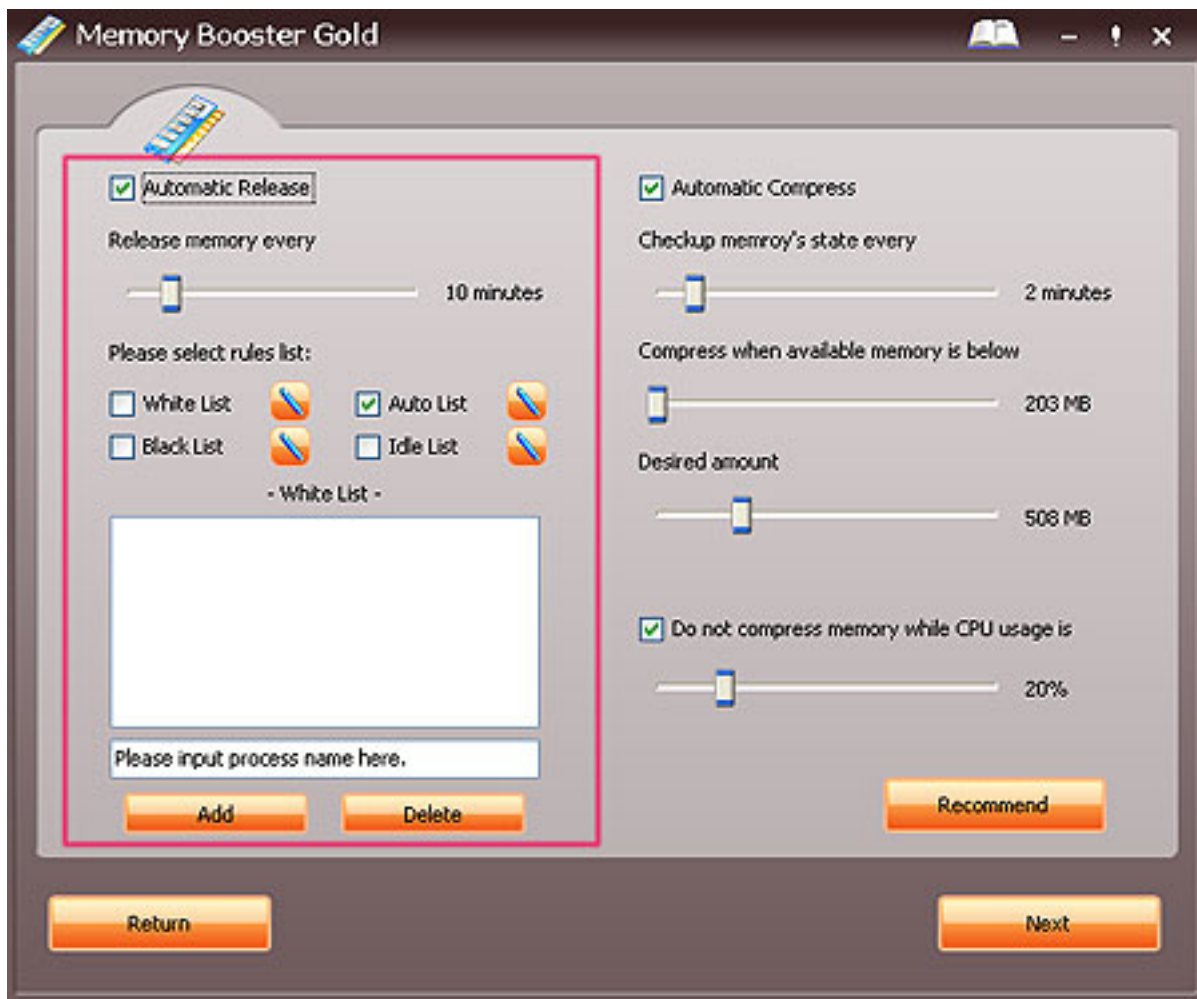 Memory Booster Gold
Automatic Release
Release memory every
10 minutes
Please select rules list:
White List
Auto List
Black List
Idle List
- White List -
Please input process name here.
Add
Delete
Automatic Compress
Checkup memroy's state every
2 minutes
Compress when available memory is below
203 MB
Desired amount
508 MB
Do not compress memory while CPU usage is
20%
Recommend
Return
Next